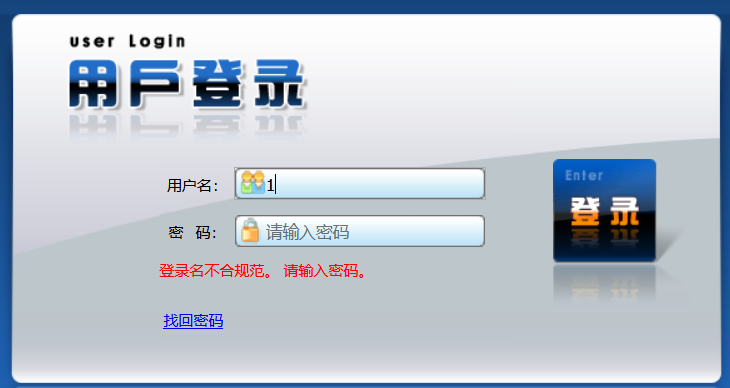 user Login
用戶登录
用户名： 1
Enter
登录
密 码： 请输入密码
登录名不合规范。 请输入密码。
找回密码